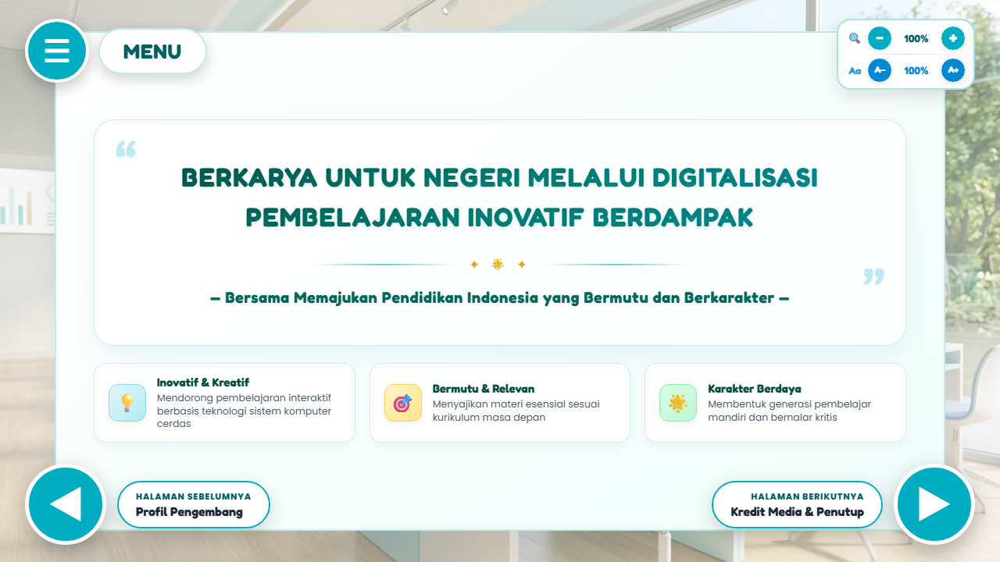 MENU
100%
Aa
A−
100%
A+
BERKARYA UNTUK NEGERI MELALUI DIGITALISASI
PEMBELAJARAN INOVATIF BERDAMPAK
— Bersama Memajukan Pendidikan Indonesia yang Bermutu dan Berkarakter —
Inovatif & Kreatif
Mendorong pembelajaran interaktif
berbasis teknologi sistem komputer
cerdas
Bermutu & Relevan
Menyajikan materi esensial sesuai
kurikulum masa depan
Karakter Berdaya
Membentuk generasi pembelajar
mandiri dan bernalar kritis
HALAMAN SEBELUMNYA
Profil Pengembang
HALAMAN BERIKUTNYA
Kredit Media & Penutup